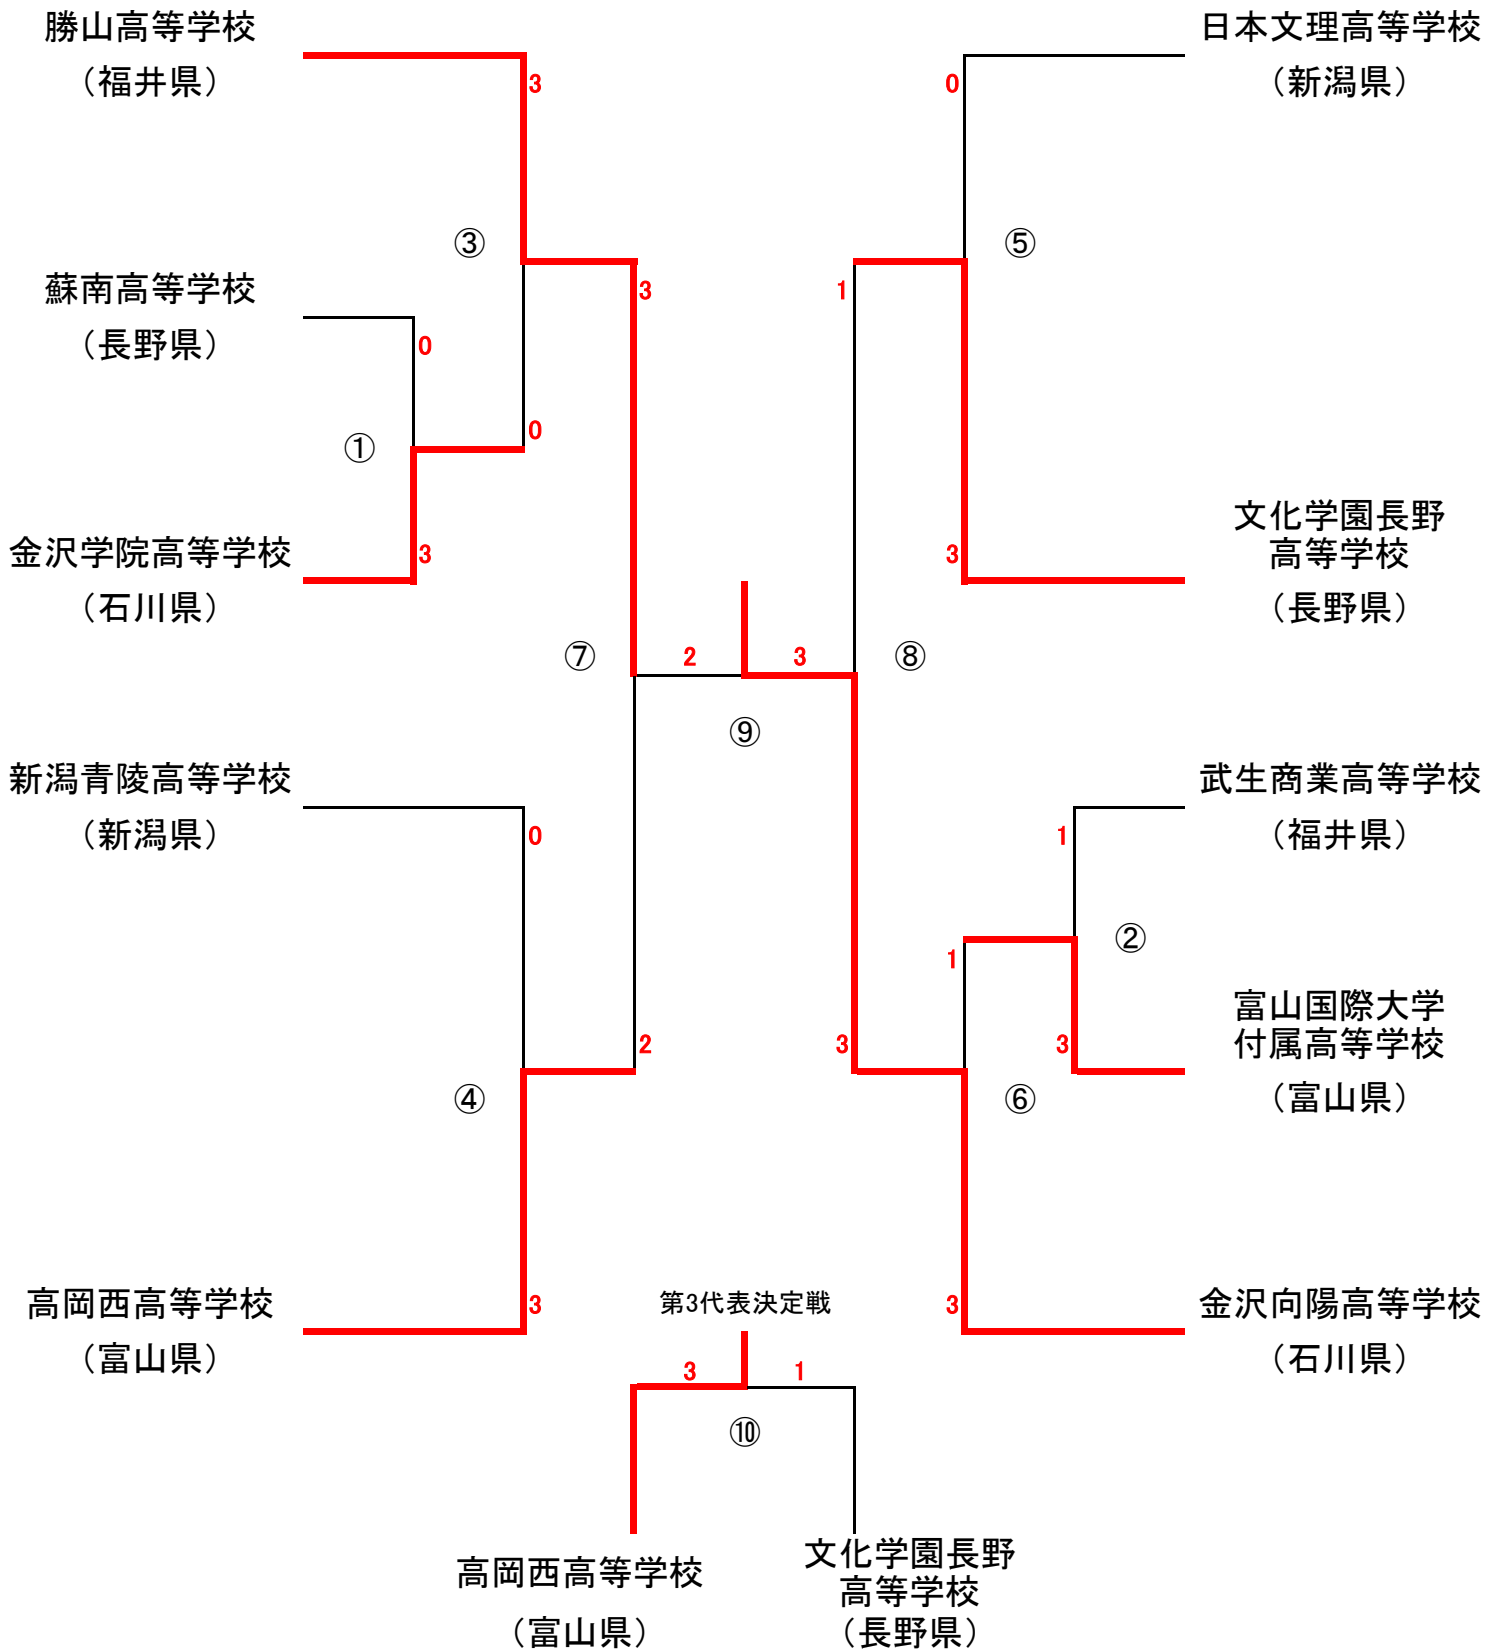 勝山高等学校
（福井県）
3
③
蘇南高等学校
（長野県）
0
3
0
①
金沢学院高等学校
（石川県）
3
⑦
2
3
⑨
新潟青陵高等学校
（新潟県）
0
2
④
高岡西高等学校
（富山県）
3
日本文理高等学校
（新潟県）
0
⑤
1
文化学園長野
高等学校
（長野県）
3
⑧
武生商業高等学校
（福井県）
1
②
1
富山国際大学
付属高等学校
（富山県）
3
3
⑥
金沢向陽高等学校
（石川県）
3
第3代表決定戦
3
1
⑩
高岡西高等学校
（富山県）
文化学園長野
高等学校
（長野県）